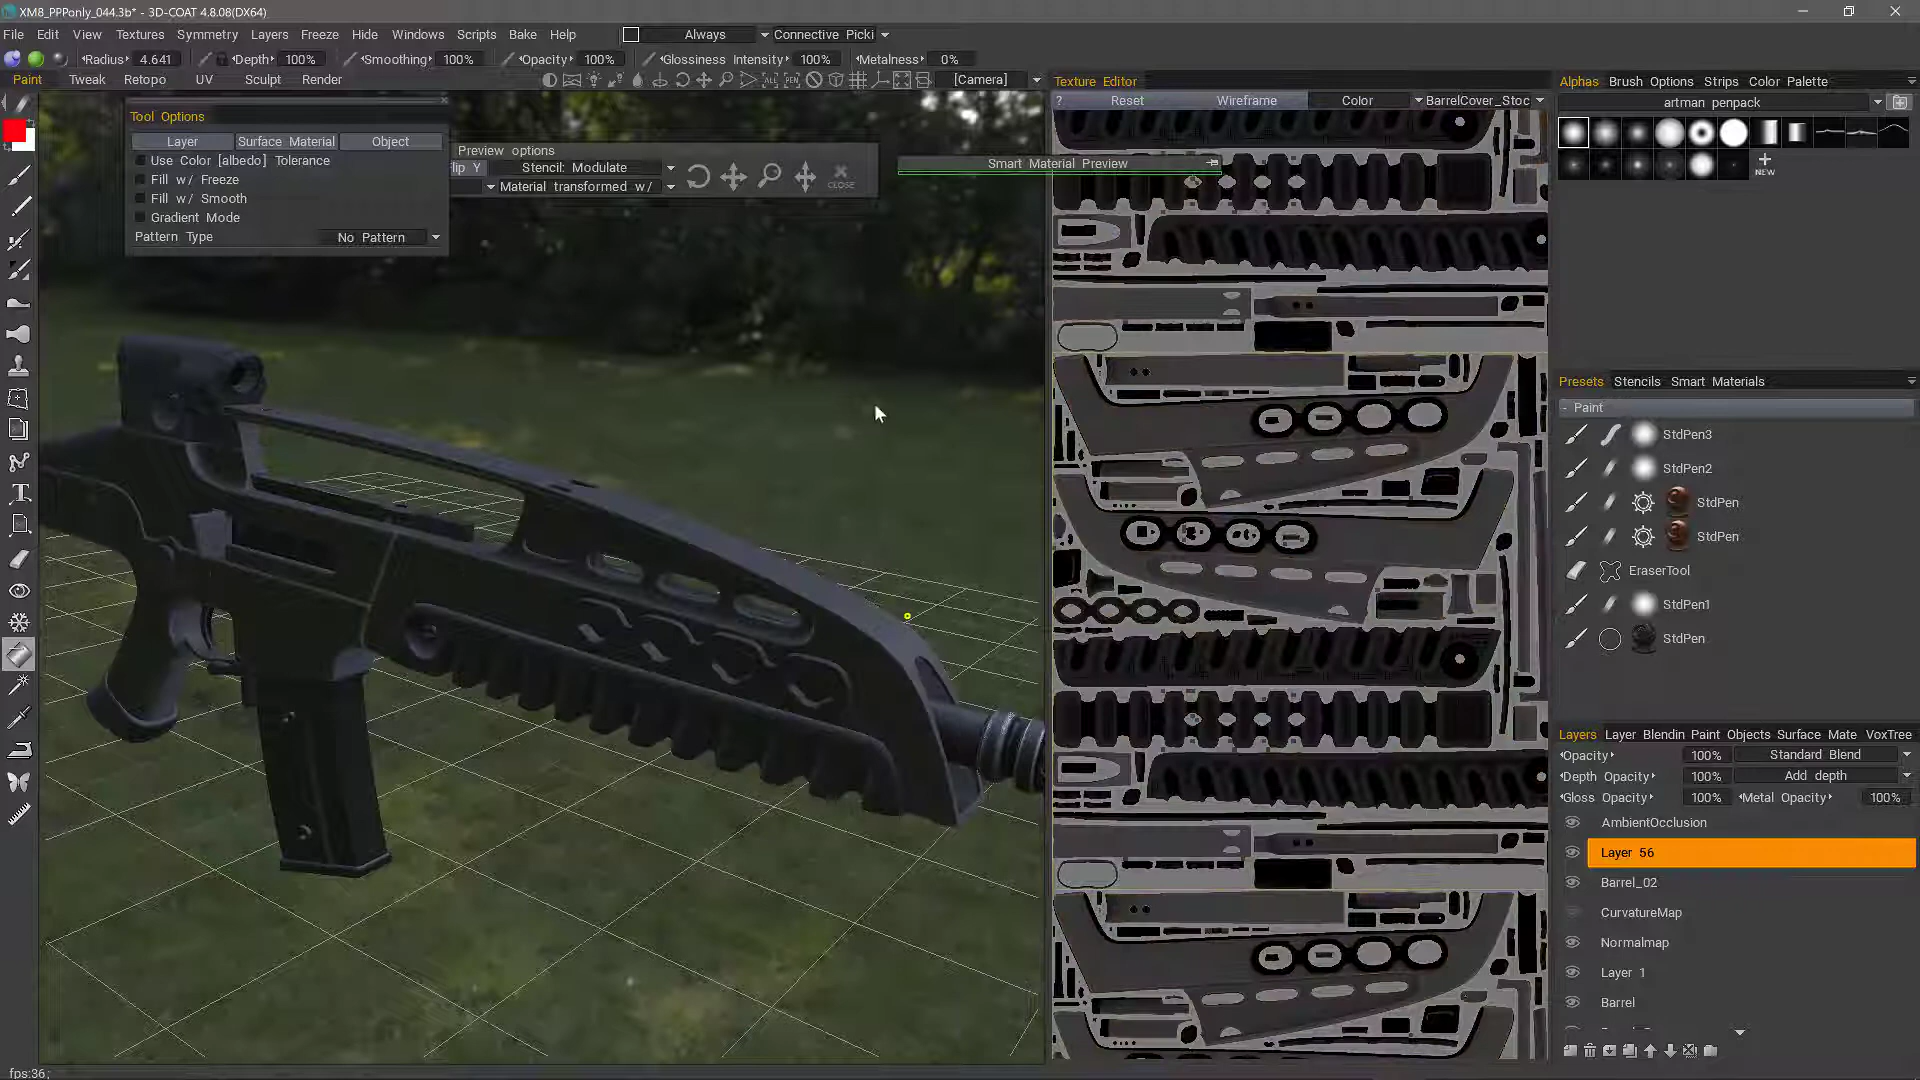 XM8_PPPonly_044.3b* - 3D-COAT 4.8.08(DX64)
File Edit View Textures Symmetry Layers Freeze Hide Windows Scripts Bake Help Always Connective Picki
Radius 4.641 Depth 100% Smoothing 100% Opacity 100% Glossiness Intensity 100% Metalness 0%
Paint Tweak Retopo UV Sculpt Render [Camera]
Tool Options
Layer Surface Material Object
Use Color [albedo] Tolerance
Fill w/ Freeze
Fill w/ Smooth
Gradient Mode
Pattern Type No Pattern
Preview options
lip Y Stencil: Modulate
Material transformed w/
CLOSE
Smart Material Preview
Texture Editor
? Reset Wireframe Color BarrelCover_Stoc
Alphas Brush Options Strips Color Palette
artman penpack
NEW
Presets Stencils Smart Materials
- Paint
StdPen3
StdPen2
StdPen
StdPen
EraserTool
StdPen1
StdPen
Layers Layer Blendin Paint Objects Surface Mate VoxTree
Opacity 100% Standard Blend
Depth Opacity 100% Add depth
Gloss Opacity 100% Metal Opacity 100%
AmbientOcclusion
Layer 56
Barrel_02
CurvatureMap
Normalmap
Layer 1
Barrel
fps:36;